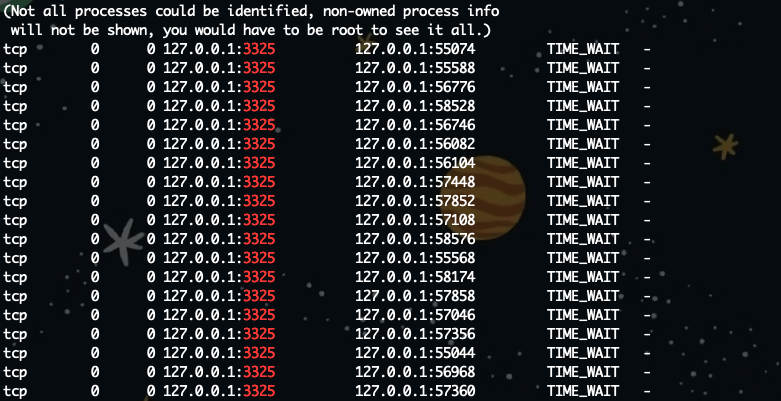 (Not all processes could be identified, non-owned process info
 will not be shown, you would have to be root to see it all.)
tcp        0      0 127.0.0.1:3325          127.0.0.1:55074         TIME_WAIT   -
tcp        0      0 127.0.0.1:3325          127.0.0.1:55588         TIME_WAIT   -
tcp        0      0 127.0.0.1:3325          127.0.0.1:56776         TIME_WAIT   -
tcp        0      0 127.0.0.1:3325          127.0.0.1:58528         TIME_WAIT   -
tcp        0      0 127.0.0.1:3325          127.0.0.1:56746         TIME_WAIT   -
tcp        0      0 127.0.0.1:3325          127.0.0.1:56082         TIME_WAIT   -
tcp        0      0 127.0.0.1:3325          127.0.0.1:56104         TIME_WAIT   -
tcp        0      0 127.0.0.1:3325          127.0.0.1:57448         TIME_WAIT   -
tcp        0      0 127.0.0.1:3325          127.0.0.1:57852         TIME_WAIT   -
tcp        0      0 127.0.0.1:3325          127.0.0.1:57108         TIME_WAIT   -
tcp        0      0 127.0.0.1:3325          127.0.0.1:58576         TIME_WAIT   -
tcp        0      0 127.0.0.1:3325          127.0.0.1:55568         TIME_WAIT   -
tcp        0      0 127.0.0.1:3325          127.0.0.1:58174         TIME_WAIT   -
tcp        0      0 127.0.0.1:3325          127.0.0.1:57858         TIME_WAIT   -
tcp        0      0 127.0.0.1:3325          127.0.0.1:57046         TIME_WAIT   -
tcp        0      0 127.0.0.1:3325          127.0.0.1:57356         TIME_WAIT   -
tcp        0      0 127.0.0.1:3325          127.0.0.1:55044         TIME_WAIT   -
tcp        0      0 127.0.0.1:3325          127.0.0.1:56968         TIME_WAIT   -
tcp        0      0 127.0.0.1:3325          127.0.0.1:57360         TIME_WAIT   -